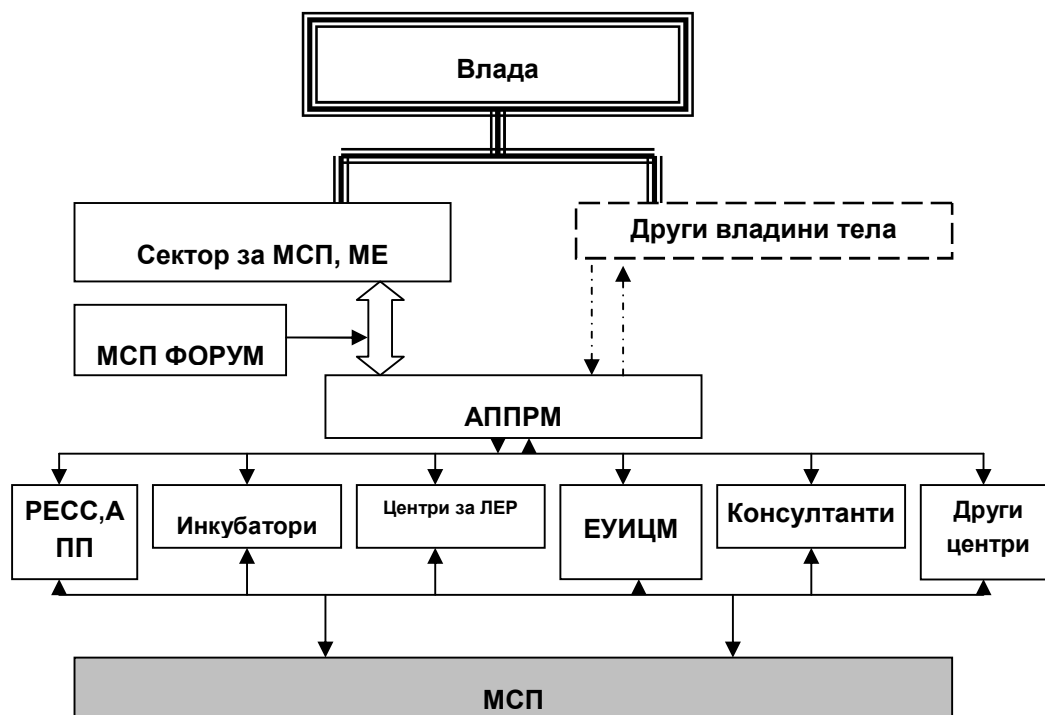 Влада
Сектор за МСП, МЕ
Други владини тела
МСП ФОРУМ
АППРМ
РЕСС,А
ПП
Инкубатори
Центри за ЛЕР
ЕУИЦМ
Консултанти
Други
центри
МСП